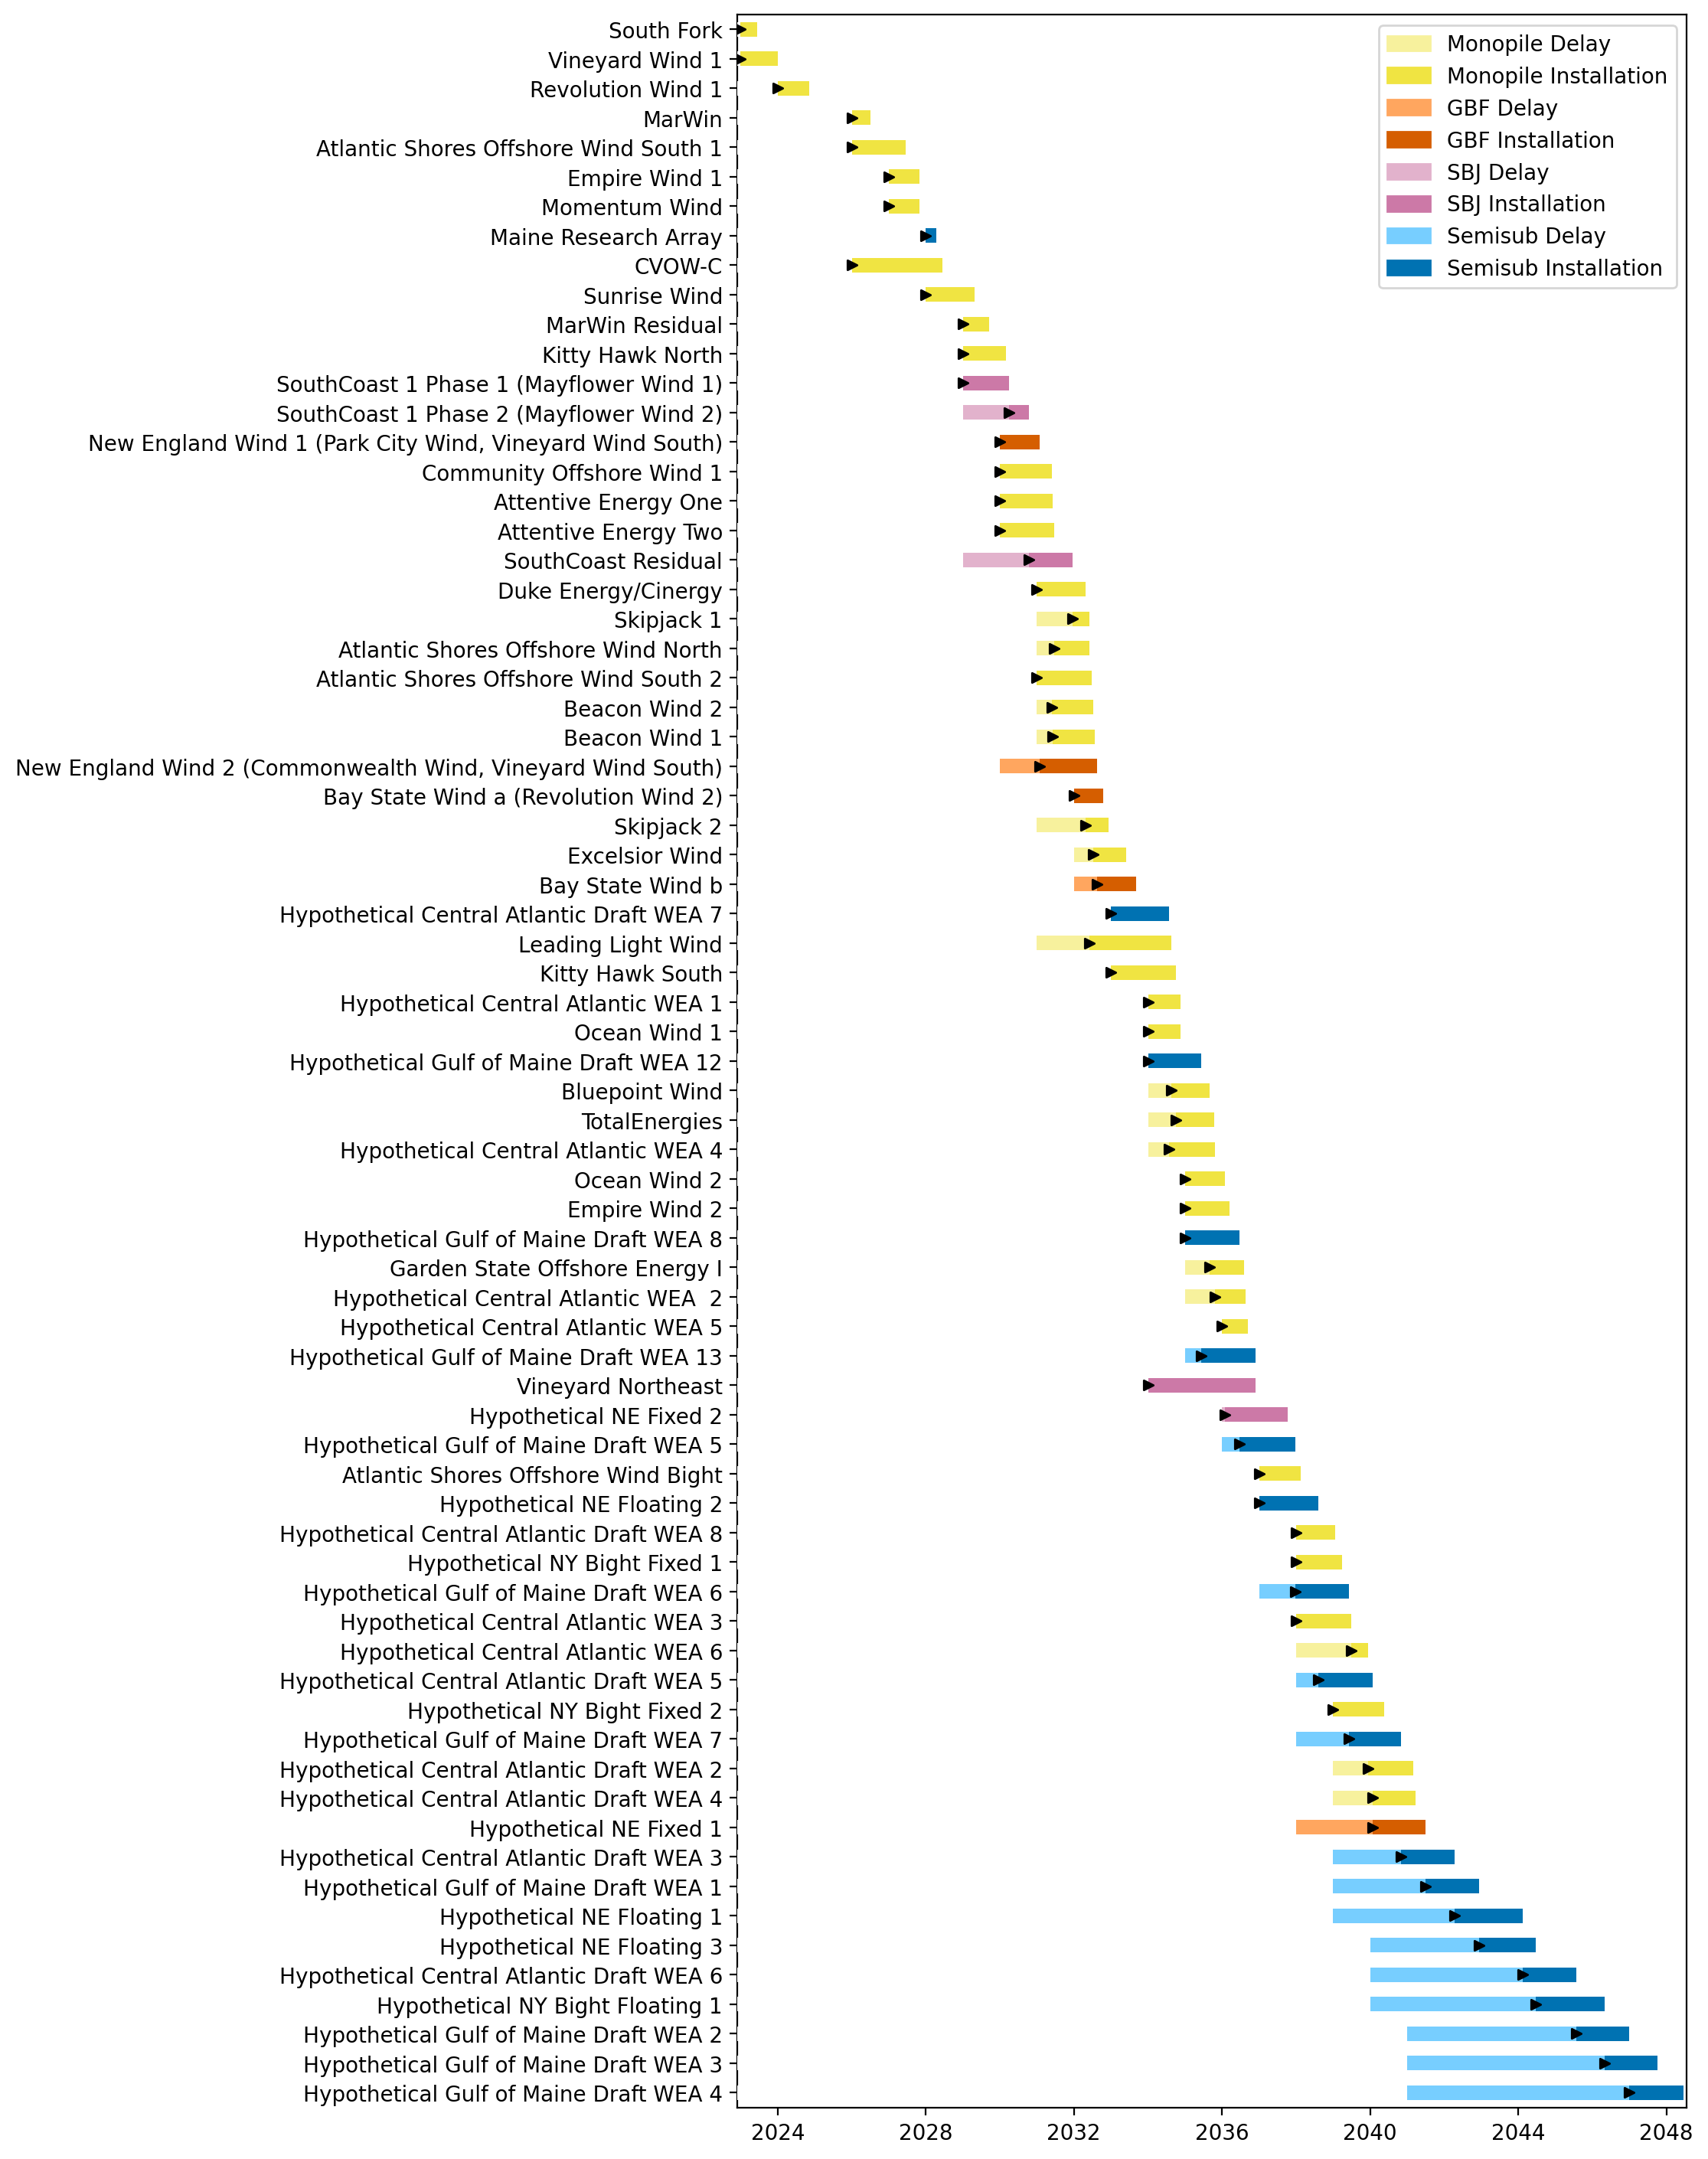 South Fork
Vineyard Wind 1
Revolution Wind 1
MarWin
Atlantic Shores Offshore Wind South 1
Empire Wind 1
Momentum Wind
Maine Research Array
CVOW-C
Sunrise Wind
MarWin Residual
Kitty Hawk North
SouthCoast 1 Phase 1 (Mayflower Wind 1)
SouthCoast 1 Phase 2 (Mayflower Wind 2)
New England Wind 1 (Park City Wind, Vineyard Wind South)
Community Offshore Wind 1
Attentive Energy One
Attentive Energy Two
SouthCoast Residual
Duke Energy/Cinergy
Skipjack 1
Atlantic Shores Offshore Wind North
Atlantic Shores Offshore Wind South 2
Beacon Wind 2
Beacon Wind 1
New England Wind 2 (Commonwealth Wind, Vineyard Wind South)
Bay State Wind a (Revolution Wind 2)
Skipjack 2
Excelsior Wind
Bay State Wind b
Hypothetical Central Atlantic Draft WEA 7
Leading Light Wind
Kitty Hawk South
Hypothetical Central Atlantic WEA 1
Ocean Wind 1
Hypothetical Gulf of Maine Draft WEA 12
Bluepoint Wind
TotalEnergies
Hypothetical Central Atlantic WEA 4
Ocean Wind 2
Empire Wind 2
Hypothetical Gulf of Maine Draft WEA 8
Garden State Offshore Energy I
Hypothetical Central Atlantic WEA  2
Hypothetical Central Atlantic WEA 5
Hypothetical Gulf of Maine Draft WEA 13
Vineyard Northeast
Hypothetical NE Fixed 2
Hypothetical Gulf of Maine Draft WEA 5
Atlantic Shores Offshore Wind Bight
Hypothetical NE Floating 2
Hypothetical Central Atlantic Draft WEA 8
Hypothetical NY Bight Fixed 1
Hypothetical Gulf of Maine Draft WEA 6
Hypothetical Central Atlantic WEA 3
Hypothetical Central Atlantic WEA 6
Hypothetical Central Atlantic Draft WEA 5
Hypothetical NY Bight Fixed 2
Hypothetical Gulf of Maine Draft WEA 7
Hypothetical Central Atlantic Draft WEA 2
Hypothetical Central Atlantic Draft WEA 4
Hypothetical NE Fixed 1
Hypothetical Central Atlantic Draft WEA 3
Hypothetical Gulf of Maine Draft WEA 1
Hypothetical NE Floating 1
Hypothetical NE Floating 3
Hypothetical Central Atlantic Draft WEA 6
Hypothetical NY Bight Floating 1
Hypothetical Gulf of Maine Draft WEA 2
Hypothetical Gulf of Maine Draft WEA 3
Hypothetical Gulf of Maine Draft WEA 4
Monopile Delay
Monopile Installation
GBF Delay
GBF Installation
SBJ Delay
SBJ Installation
Semisub Delay
Semisub Installation
2024 2028 2032 2036 2040 2044 2048